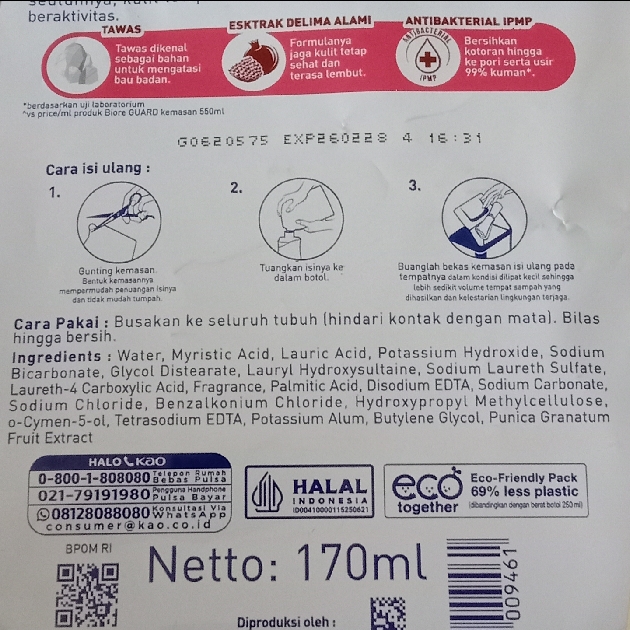 beraktivitas.
TAWAS
Tawas dikenal
sebagai bahan
untuk mengatasi
bau badan.
ESKTRAK DELIMA ALAMI
Formulanya
jaga kulit tetap
sehat dan
terasa lembut.
ANTIBAKTERIAL IPMP
ANTIBACTERIAL
IPMP
Bersihkan
kotoran hingga
ke pori serta usir
99% kuman*.
*berdasarkan uji laboratorium
^vs price/ml produk Biore GUARD kemasan 550ml
G0620575 EXP260228 4 16:31
Cara isi ulang :
1.
Gunting kemasan.
Bentuk kemasannya
mempermudah penuangan isinya
dan tidak mudah tumpah.
2.
Tuangkan isinya ke
dalam botol.
3.
Buanglah bekas kemasan isi ulang pada
tempatnya dalam kondisi dilipat kecil sehingga
lebih sedikit volume tempat sampah yang
dihasilkan dan kelestarian lingkungan terjaga.
Cara Pakai : Busakan ke seluruh tubuh (hindari kontak dengan mata). Bilas
hingga bersih.
Ingredients : Water, Myristic Acid, Lauric Acid, Potassium Hydroxide, Sodium
Bicarbonate, Glycol Distearate, Lauryl Hydroxysultaine, Sodium Laureth Sulfate,
Laureth-4 Carboxylic Acid, Fragrance, Palmitic Acid, Disodium EDTA, Sodium Carbonate,
Sodium Chloride, Benzalkonium Chloride, Hydroxypropyl Methylcellulose,
o-Cymen-5-ol, Tetrasodium EDTA, Potassium Alum, Butylene Glycol, Punica Granatum
Fruit Extract
HALO KAO
0-800-1-808080 Telepon Rumah Bebas Pulsa
021-79191980 Pengguna Handphone Pulsa Bayar
08128088080 Konsultasi Via WhatsApp
consumer@kao.co.id
HALAL
INDONESIA
ID00410000115250621
eco
together
Eco-Friendly Pack
69% less plastic
(dibandingkan dengan berat botol 250ml)
BPOM RI
Netto: 170ml
009461
Diproduksi oleh :